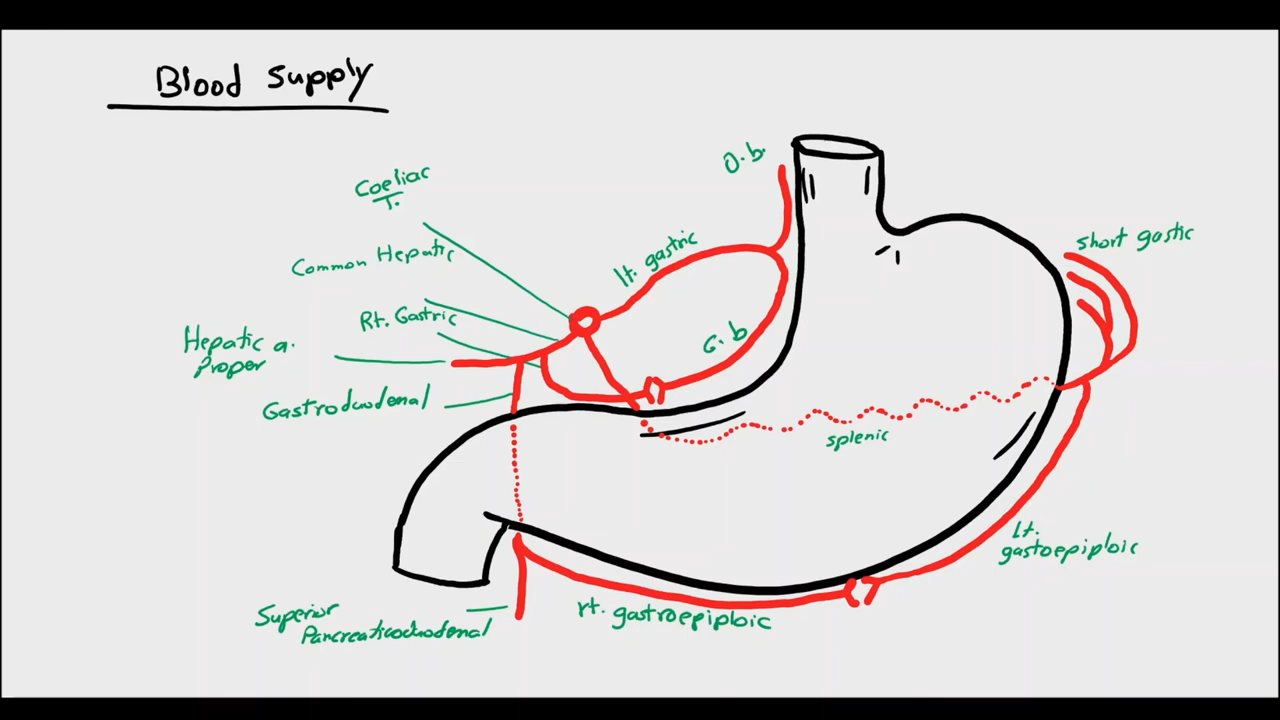 Blood supply
O.b.
Coeliac
T.
short gastic
lt. gastric
Common Hepatic
Rt. Gastric
G.b
Hepatic a.
Proper
Gastroduodenal
splenic
Lt.
gastoepiploic
Superior
Pancreaticoduodenal
rt. gastroepiploic